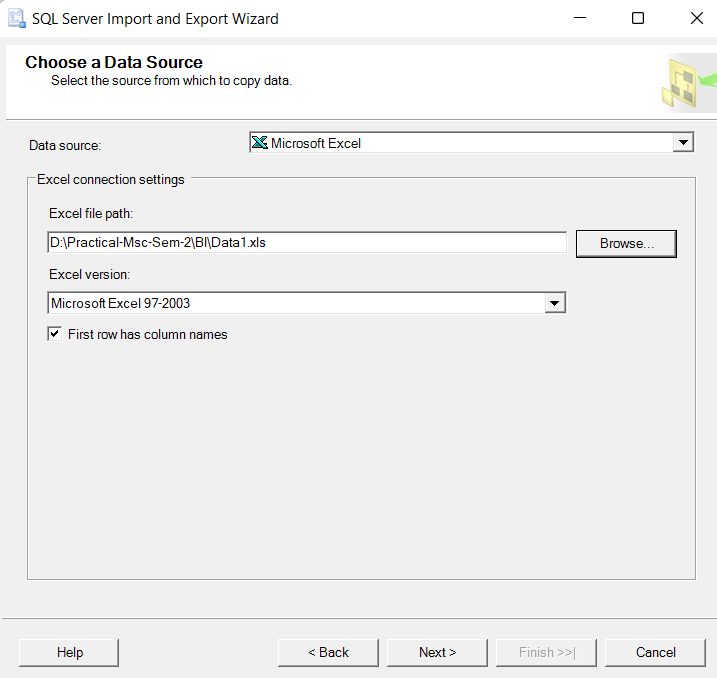 SQL Server Import and Export Wizard
Choose a Data Source
Select the source from which to copy data.
Data source:
Microsoft Excel
Excel connection settings
Excel file path:
D:\Practical-Msc-Sem-2\BI\Data1.xls
Browse...
Excel version:
Microsoft Excel 97-2003
First row has column names
Help
< Back
Next >
Finish >>|
Cancel